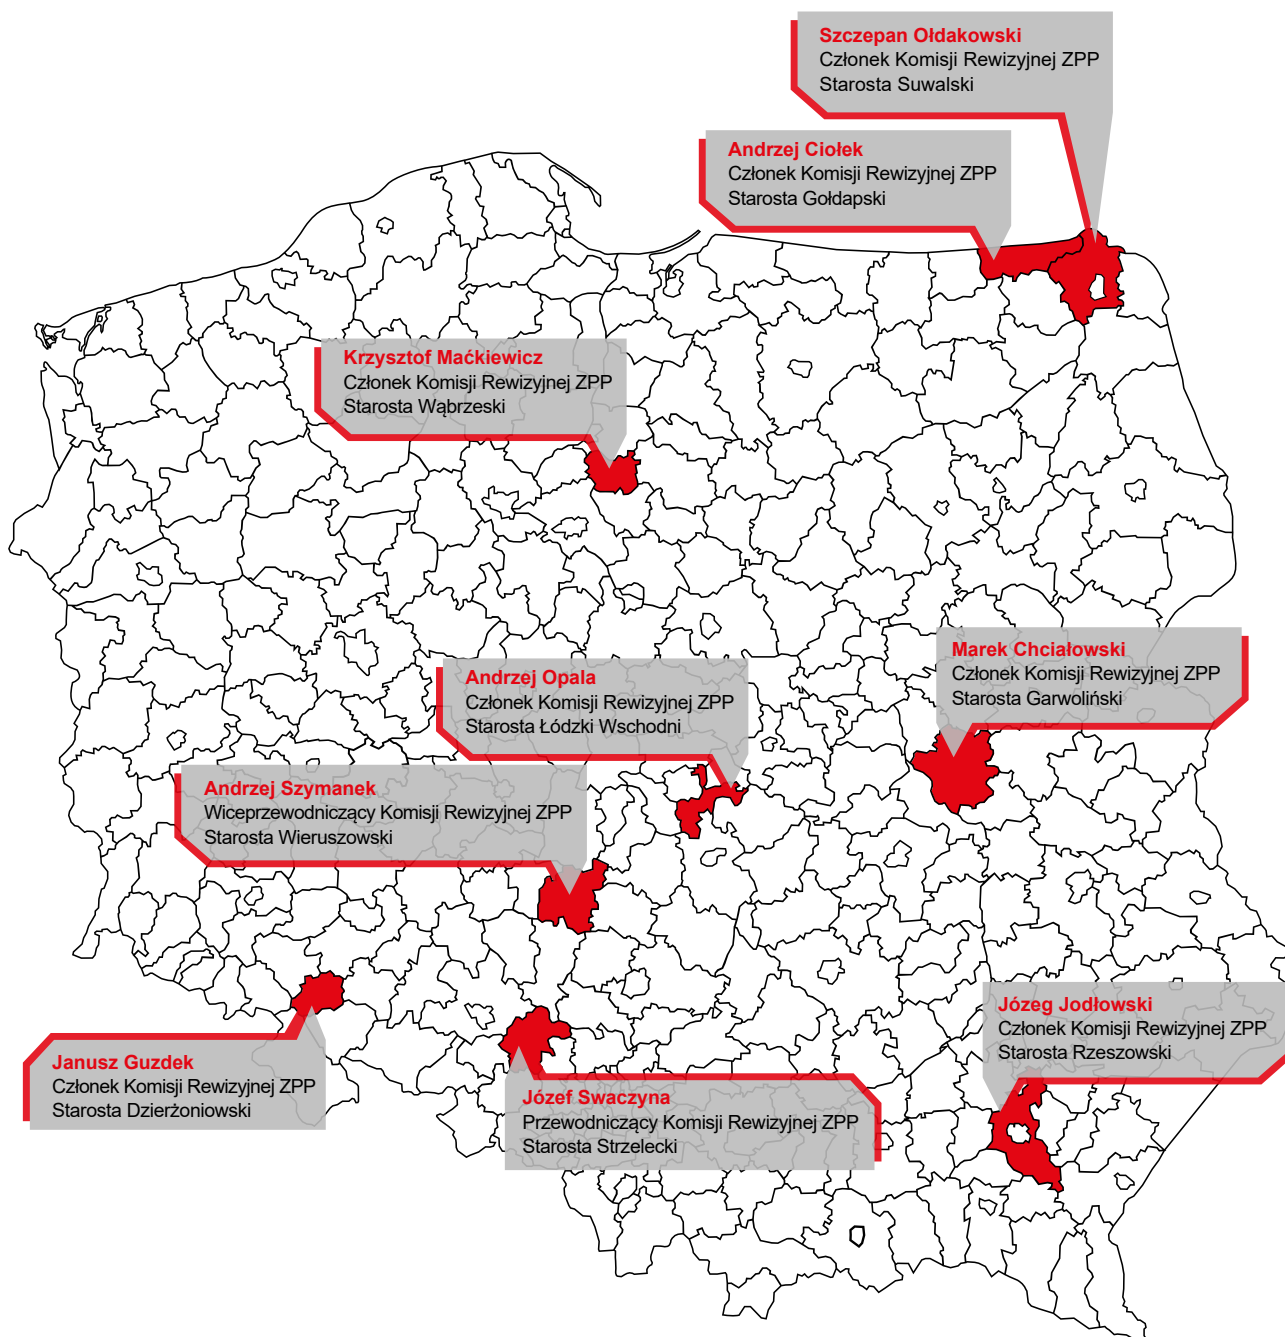 Szczepan Ołdakowski
Członek Komisji Rewizyjnej ZPP
Starosta Suwalski
Andrzej Ciołek
Członek Komisji Rewizyjnej ZPP
Starosta Gołdapski
Krzysztof Maćkiewicz
Członek Komisji Rewizyjnej ZPP
Starosta Wąbrzeski
Marek Chciałowski
Członek Komisji Rewizyjnej ZPP
Starosta Garwoliński
Andrzej Opala
Członek Komisji Rewizyjnej ZPP
Starosta Łódzki Wschodni
Andrzej Szymanek
Wiceprzewodniczący Komisji Rewizyjnej ZPP
Starosta Wieruszowski
Józeg Jodłowski
Członek Komisji Rewizyjnej ZPP
Starosta Rzeszowski
Janusz Guzdek
Członek Komisji Rewizyjnej ZPP
Starosta Dzierżoniowski
Józef Swaczyna
Przewodniczący Komisji Rewizyjnej ZPP
Starosta Strzelecki